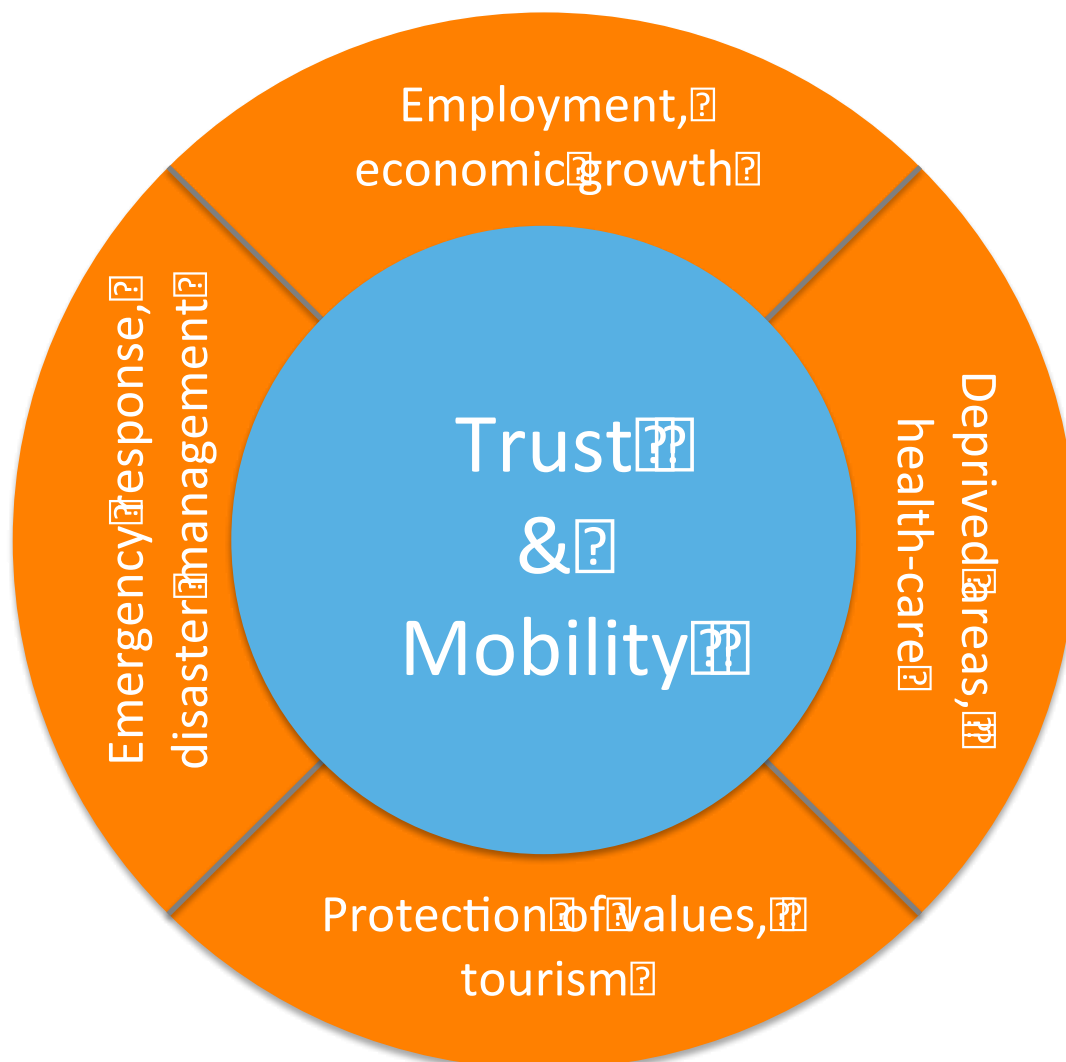 Employment,
economic growth
Emergency response,
disaster management
Trust
&
Mobility
Deprived areas,
health-care
Protection of values,
tourism